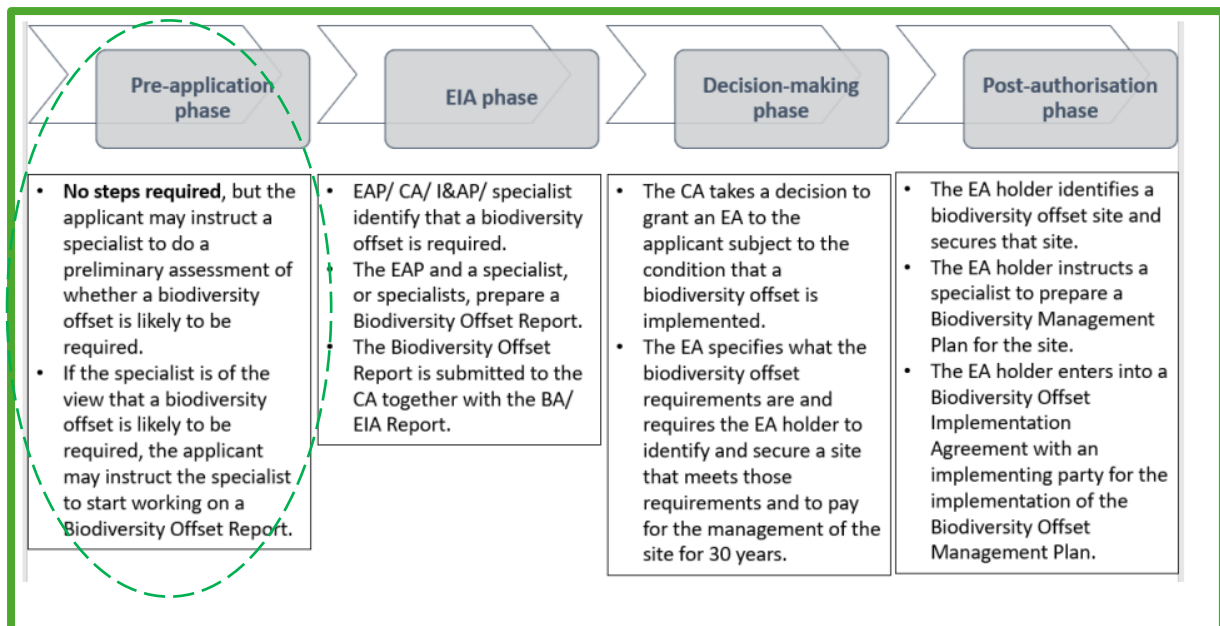 Pre-application
phase
• No steps required, but the
applicant may instruct a
specialist to do a
preliminary assessment of
whether a biodiversity
offset is likely to be
required.
• If the specialist is of the
view that a biodiversity
offset is likely to be
required, the applicant
may instruct the specialist
to start working on a
Biodiversity Offset Report.
EIA phase
• EAP/ CA/ I&AP/ specialist
identify that a biodiversity
offset is required.
• The EAP and a specialist,
or specialists, prepare a
Biodiversity Offset Report.
• The Biodiversity Offset
Report is submitted to the
CA together with the BA/
EIA Report.
Decision-making
phase
• The CA takes a decision to
grant an EA to the
applicant subject to the
condition that a
biodiversity offset is
implemented.
• The EA specifies what the
biodiversity offset
requirements are and
requires the EA holder to
identify and secure a site
that meets those
requirements and to pay
for the management of the
site for 30 years.
Post-authorisation
phase
• The EA holder identifies a
biodiversity offset site and
secures that site.
• The EA holder instructs a
specialist to prepare a
Biodiversity Management
Plan for the site.
• The EA holder enters into a
Biodiversity Offset
Implementation
Agreement with an
implementing party for the
implementation of the
Biodiversity Offset
Management Plan.